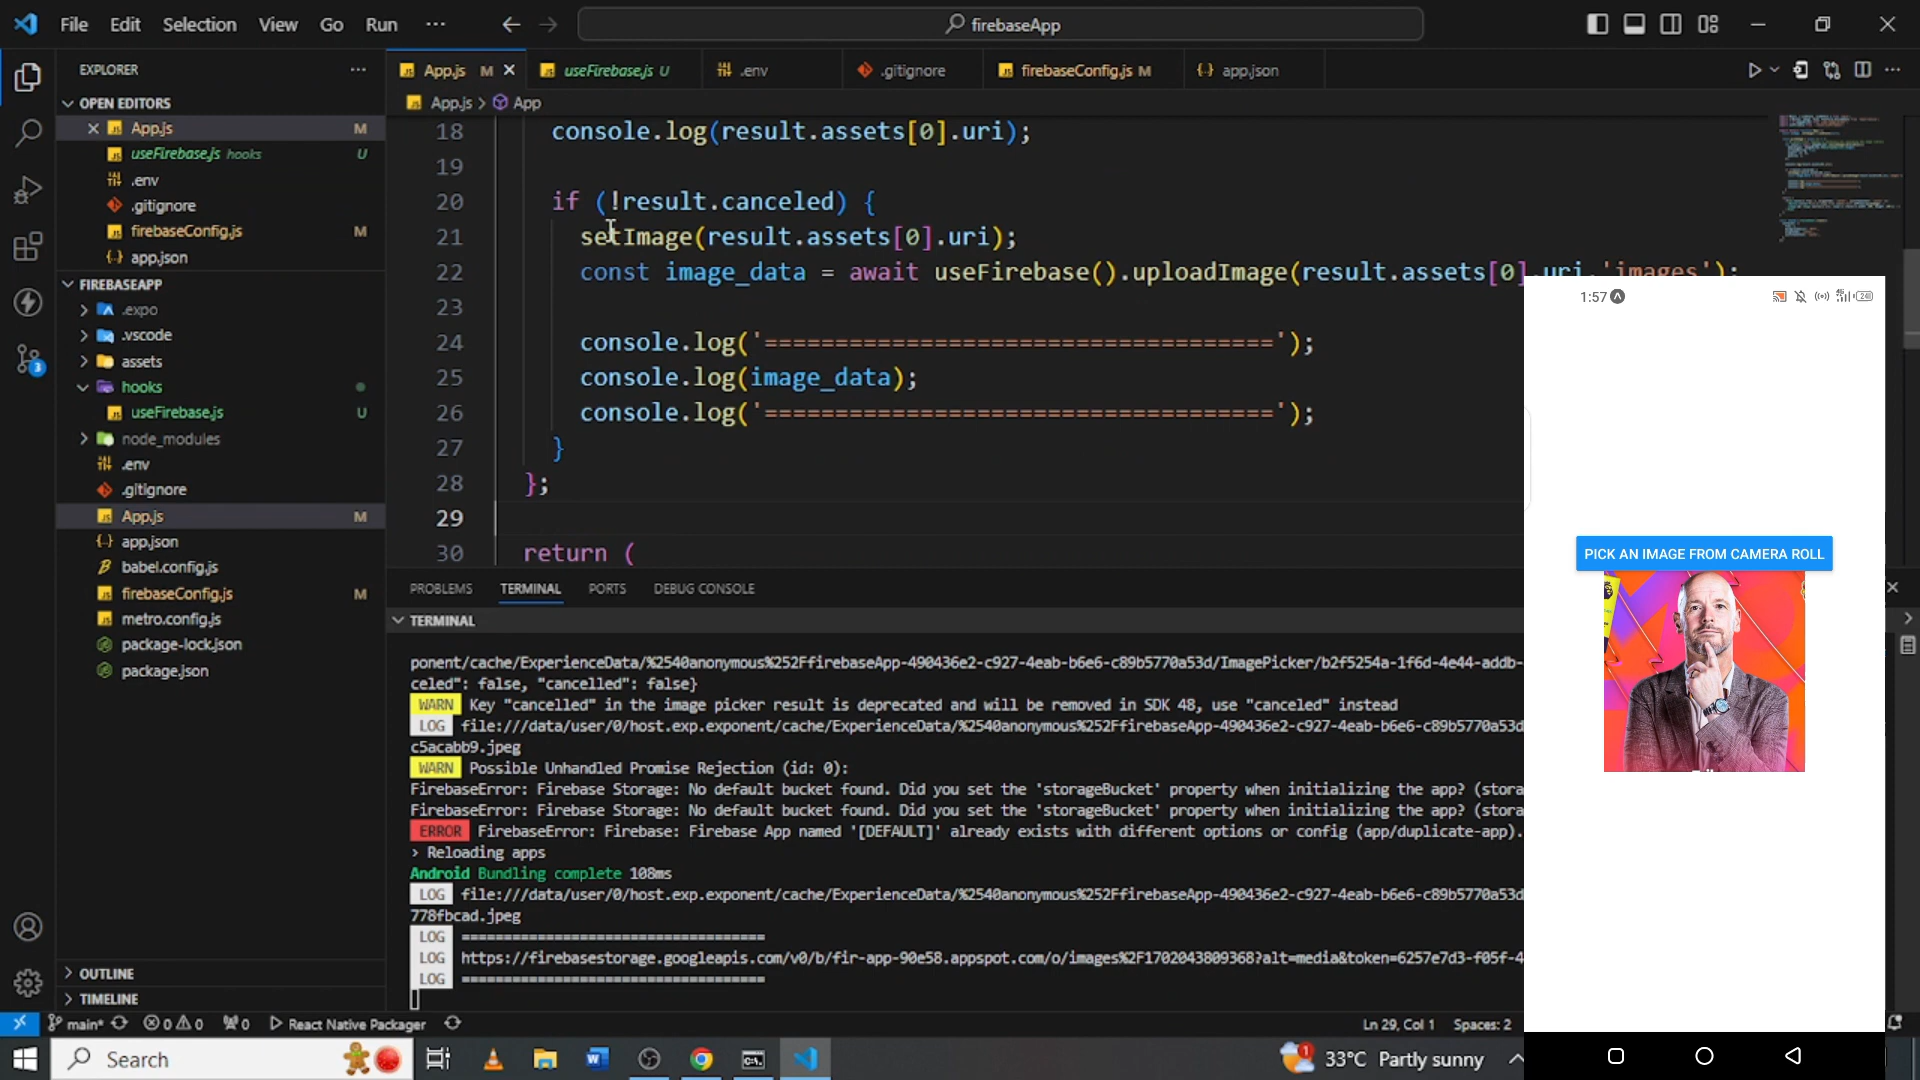 File Edit Selection View Go Run ··· firebaseApp
EXPLORER
OPEN EDITORS
App.js M
useFirebase.js hooks U
.env
.gitignore
firebaseConfig.js M
app.json
FIREBASEAPP
.expo
.vscode
assets
hooks
useFirebase.js U
node_modules
.env
.gitignore
App.js M
app.json
babel.config.js
firebaseConfig.js M
metro.config.js
package-lock.json
package.json
OUTLINE
TIMELINE
App.js M useFirebase.js U .env .gitignore firebaseConfig.js M app.json
App.js > App
18 console.log(result.assets[0].uri);
19
20 if (!result.canceled) {
21 setImage(result.assets[0].uri);
22 const image_data = await useFirebase().uploadImage(result.assets[0].uri,'images');
23
24 console.log('====================================');
25 console.log(image_data);
26 console.log('====================================');
27 }
28 };
29
30 return (
PROBLEMS TERMINAL PORTS DEBUG CONSOLE
TERMINAL
ponent/cache/ExperienceData/%2540anonymous%252FfirebaseApp-490436e2-c927-4eab-b6e6-c89b5770a53d/ImagePicker/b2f5254a-1f6d-4e44-addb-
celed": false, "cancelled": false}
WARN Key "cancelled" in the image picker result is deprecated and will be removed in SDK 48, use "canceled" instead
LOG file:///data/user/0/host.exp.exponent/cache/ExperienceData/%2540anonymous%252FfirebaseApp-490436e2-c927-4eab-b6e6-c89b5770a53d
c5acabb9.jpeg
WARN Possible Unhandled Promise Rejection (id: 0):
FirebaseError: Firebase Storage: No default bucket found. Did you set the 'storageBucket' property when initializing the app? (stora
FirebaseError: Firebase Storage: No default bucket found. Did you set the 'storageBucket' property when initializing the app? (stora
ERROR FirebaseError: Firebase: Firebase App named '[DEFAULT]' already exists with different options or config (app/duplicate-app).
› Reloading apps
Android Bundling complete 108ms
LOG file:///data/user/0/host.exp.exponent/cache/ExperienceData/%2540anonymous%252FfirebaseApp-490436e2-c927-4eab-b6e6-c89b5770a53d
778fbcad.jpeg
LOG ====================================
LOG https://firebasestorage.googleapis.com/v0/b/fir-app-90e58.appspot.com/o/images%2F1702043809368?alt=media&token=6257e7d3-f05f-4
LOG ====================================
1:57
PICK AN IMAGE FROM CAMERA ROLL
main* 0 0 0 React Native Packager Ln 29, Col 1 Spaces: 2
Search 33°C Partly sunny